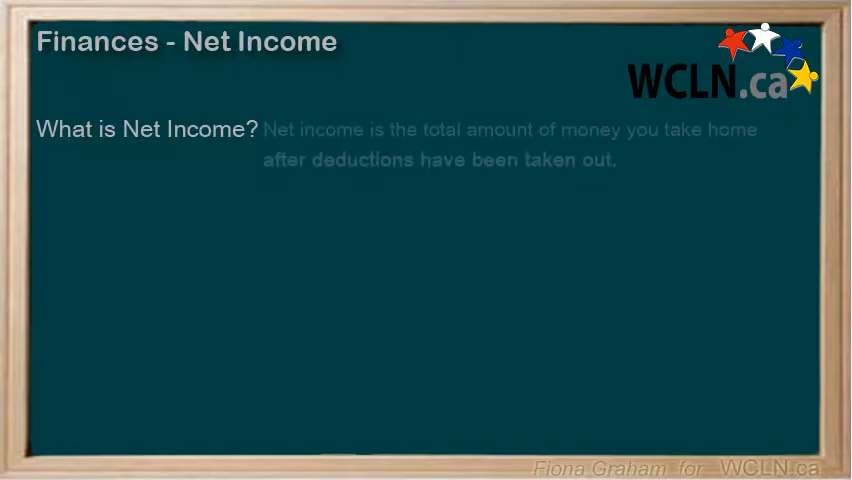 Finances - Net Income
WCLN.ca
What is Net Income? Net income is the total amount of money you take home
after deductions have been taken out.
Fiona Graham for WCLN.ca